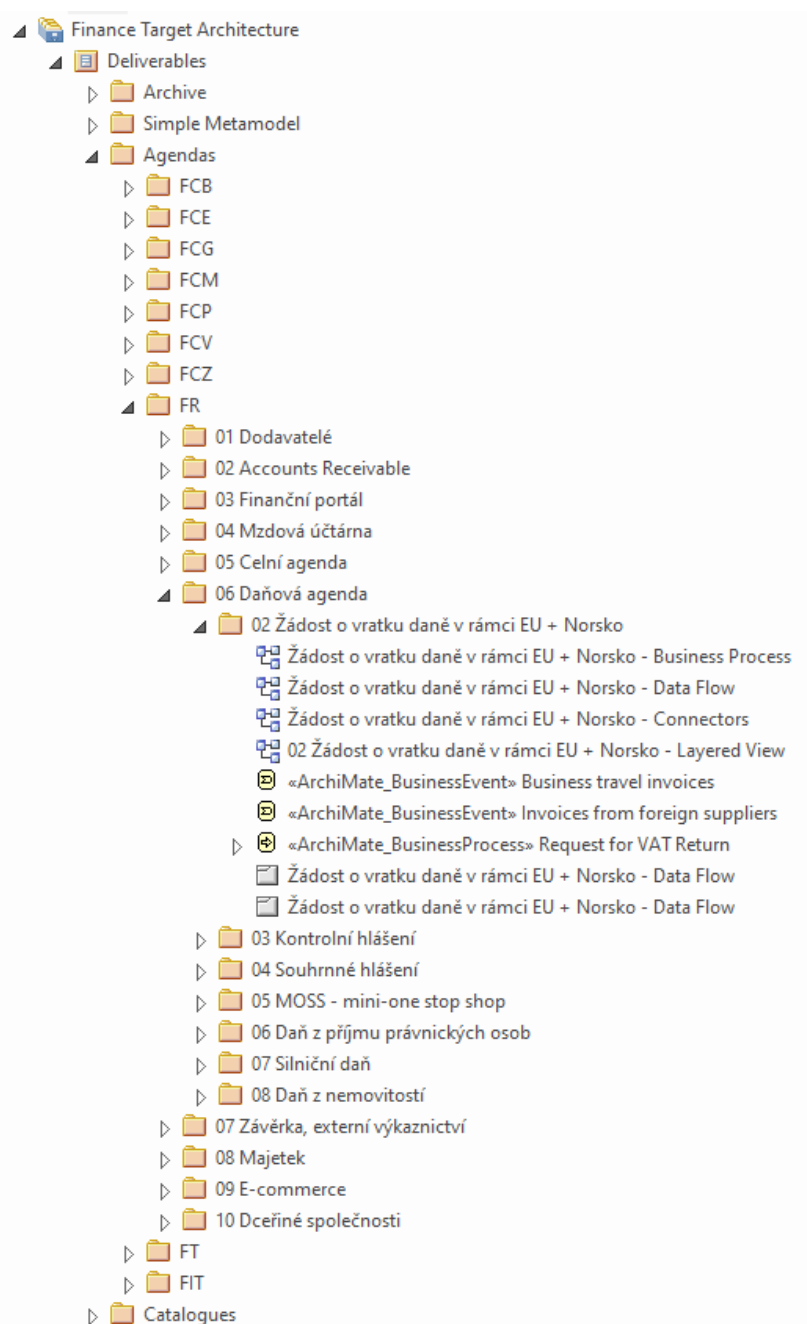 Finance Target Architecture
Deliverables
Archive
Simple Metamodel
Agendas
FCB
FCE
FCG
FCM
FCP
FCV
FCZ
FR
01 Dodavatelé
02 Accounts Receivable
03 Finanční portál
04 Mzdová účtárna
05 Celní agenda
06 Daňová agenda
02 Žádost o vratku daně v rámci EU + Norsko
Žádost o vratku daně v rámci EU + Norsko - Business Process
Žádost o vratku daně v rámci EU + Norsko - Data Flow
Žádost o vratku daně v rámci EU + Norsko - Connectors
02 Žádost o vratku daně v rámci EU + Norsko - Layered View
«ArchiMate_BusinessEvent» Business travel invoices
«ArchiMate_BusinessEvent» Invoices from foreign suppliers
«ArchiMate_BusinessProcess» Request for VAT Return
Žádost o vratku daně v rámci EU + Norsko - Data Flow
Žádost o vratku daně v rámci EU + Norsko - Data Flow
03 Kontrolní hlášení
04 Souhrnné hlášení
05 MOSS - mini-one stop shop
06 Daň z příjmu právnických osob
07 Silniční daň
08 Daň z nemovitostí
07 Závěrka, externí výkaznictví
08 Majetek
09 E-commerce
10 Dceřiné společnosti
FT
FIT
Catalogues